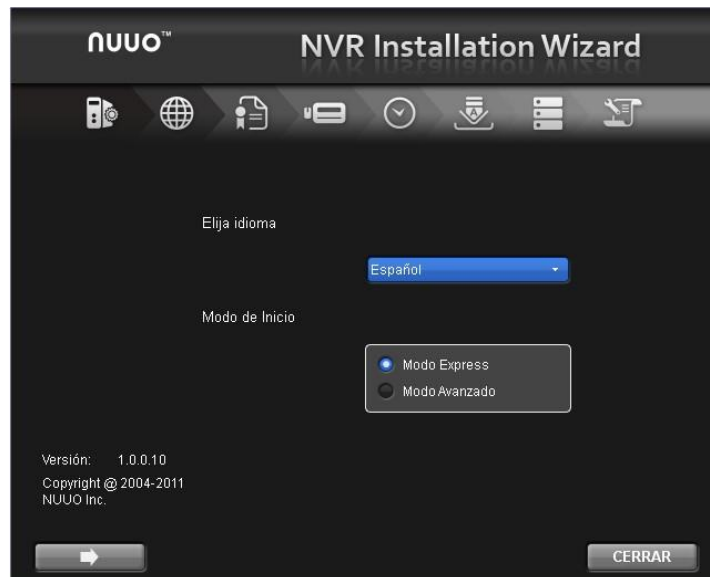 nuuo™
NVR Installation Wizard
Elija idioma
Español
Modo de Inicio
Modo Express
Modo Avanzado
Versión: 1.0.0.10
Copyright @ 2004-2011
NUUO Inc.
CERRAR